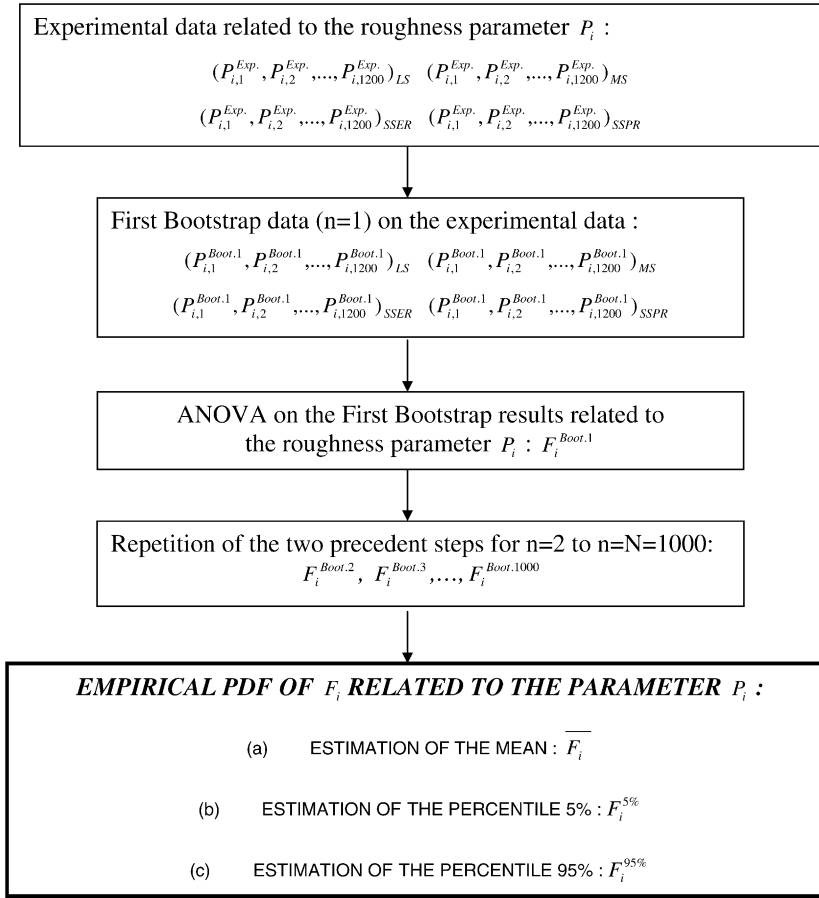 Experimental data related to the roughness parameter P_i :
(P_{i,1}^{Exp.}, P_{i,2}^{Exp.},..., P_{i,1200}^{Exp.})_{LS} (P_{i,1}^{Exp.}, P_{i,2}^{Exp.},..., P_{i,1200}^{Exp.})_{MS}
(P_{i,1}^{Exp.}, P_{i,2}^{Exp.},..., P_{i,1200}^{Exp.})_{SSER} (P_{i,1}^{Exp.}, P_{i,2}^{Exp.},..., P_{i,1200}^{Exp.})_{SSPR}
First Bootstrap data (n=1) on the experimental data :
(P_{i,1}^{Boot.1}, P_{i,2}^{Boot.1},..., P_{i,1200}^{Boot.1})_{LS} (P_{i,1}^{Boot.1}, P_{i,2}^{Boot.1},..., P_{i,1200}^{Boot.1})_{MS}
(P_{i,1}^{Boot.1}, P_{i,2}^{Boot.1},..., P_{i,1200}^{Boot.1})_{SSER} (P_{i,1}^{Boot.1}, P_{i,2}^{Boot.1},..., P_{i,1200}^{Boot.1})_{SSPR}
ANOVA on the First Bootstrap results related to
the roughness parameter P_i : F_i^{Boot.1}
Repetition of the two precedent steps for n=2 to n=N=1000:
F_i^{Boot.2}, F_i^{Boot.3},..., F_i^{Boot.1000}
EMPIRICAL PDF OF F_i RELATED TO THE PARAMETER P_i :
(a) ESTIMATION OF THE MEAN : \overline{F_i}
(b) ESTIMATION OF THE PERCENTILE 5% : F_i^{5%}
(c) ESTIMATION OF THE PERCENTILE 95% : F_i^{95%}